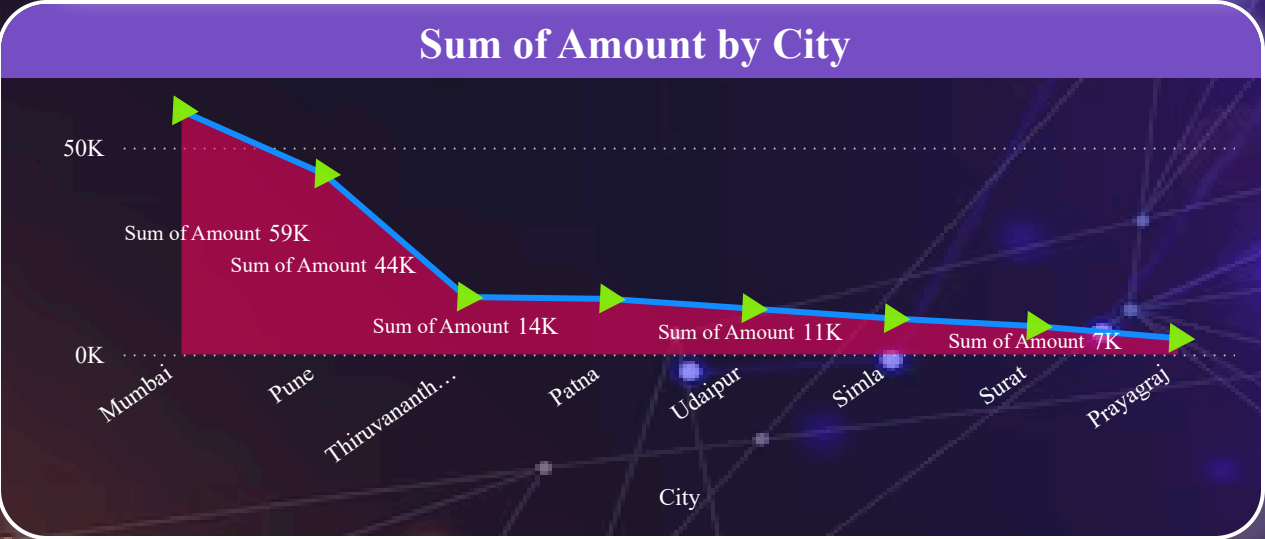 Sum of Amount by City
50K
Sum of Amount 59K
Sum of Amount 44K
Sum of Amount 14K
Sum of Amount 11K
Sum of Amount 7K
0K
Mumbai
Pune
Thiruvananth...
Patna
Udaipur
Simla
Surat
Prayagraj
City